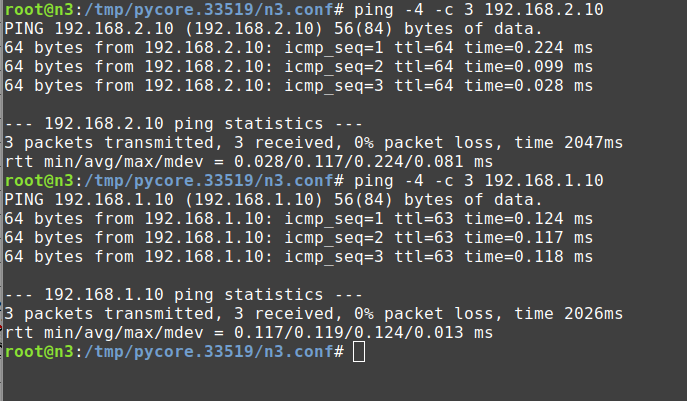 root@n3:/tmp/pycore.33519/n3.conf# ping -4 -c 3 192.168.2.10
PING 192.168.2.10 (192.168.2.10) 56(84) bytes of data.
64 bytes from 192.168.2.10: icmp_seq=1 ttl=64 time=0.224 ms
64 bytes from 192.168.2.10: icmp_seq=2 ttl=64 time=0.099 ms
64 bytes from 192.168.2.10: icmp_seq=3 ttl=64 time=0.028 ms
--- 192.168.2.10 ping statistics ---
3 packets transmitted, 3 received, 0% packet loss, time 2047ms
rtt min/avg/max/mdev = 0.028/0.117/0.224/0.081 ms
root@n3:/tmp/pycore.33519/n3.conf# ping -4 -c 3 192.168.1.10
PING 192.168.1.10 (192.168.1.10) 56(84) bytes of data.
64 bytes from 192.168.1.10: icmp_seq=1 ttl=63 time=0.124 ms
64 bytes from 192.168.1.10: icmp_seq=2 ttl=63 time=0.117 ms
64 bytes from 192.168.1.10: icmp_seq=3 ttl=63 time=0.118 ms
--- 192.168.1.10 ping statistics ---
3 packets transmitted, 3 received, 0% packet loss, time 2026ms
rtt min/avg/max/mdev = 0.117/0.119/0.124/0.013 ms
root@n3:/tmp/pycore.33519/n3.conf#